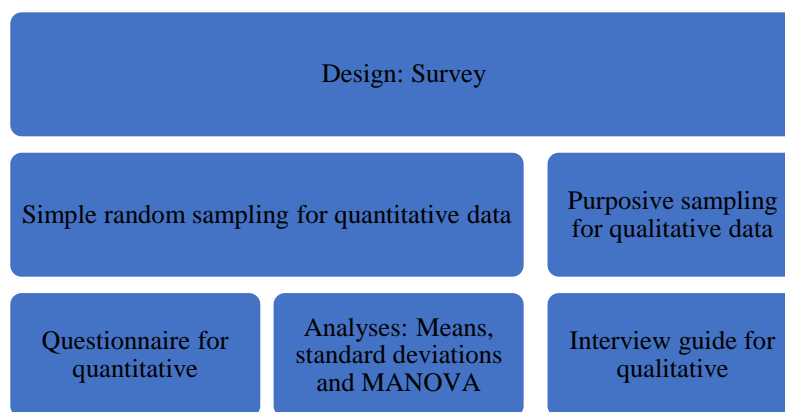 Design: Survey
Simple random sampling for quantitative data
Purposive sampling
for qualitative data
Questionnaire for
quantitative
Analyses: Means,
standard deviations
and MANOVA
Interview guide for
qualitative